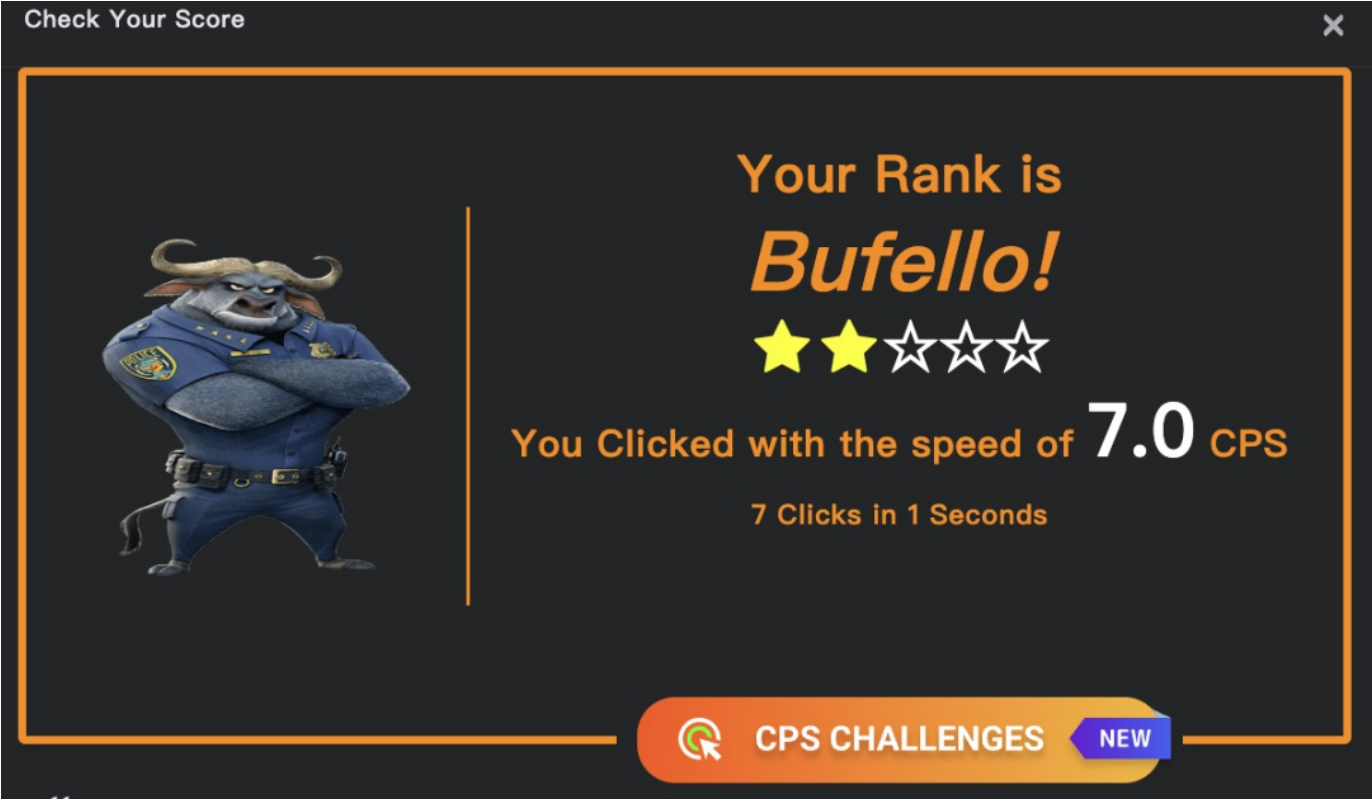 Check Your Score
Your Rank is
Bufello!
POLICE
You Clicked with the speed of 7.0 CPS
7 Clicks in 1 Seconds
CPS CHALLENGES NEW